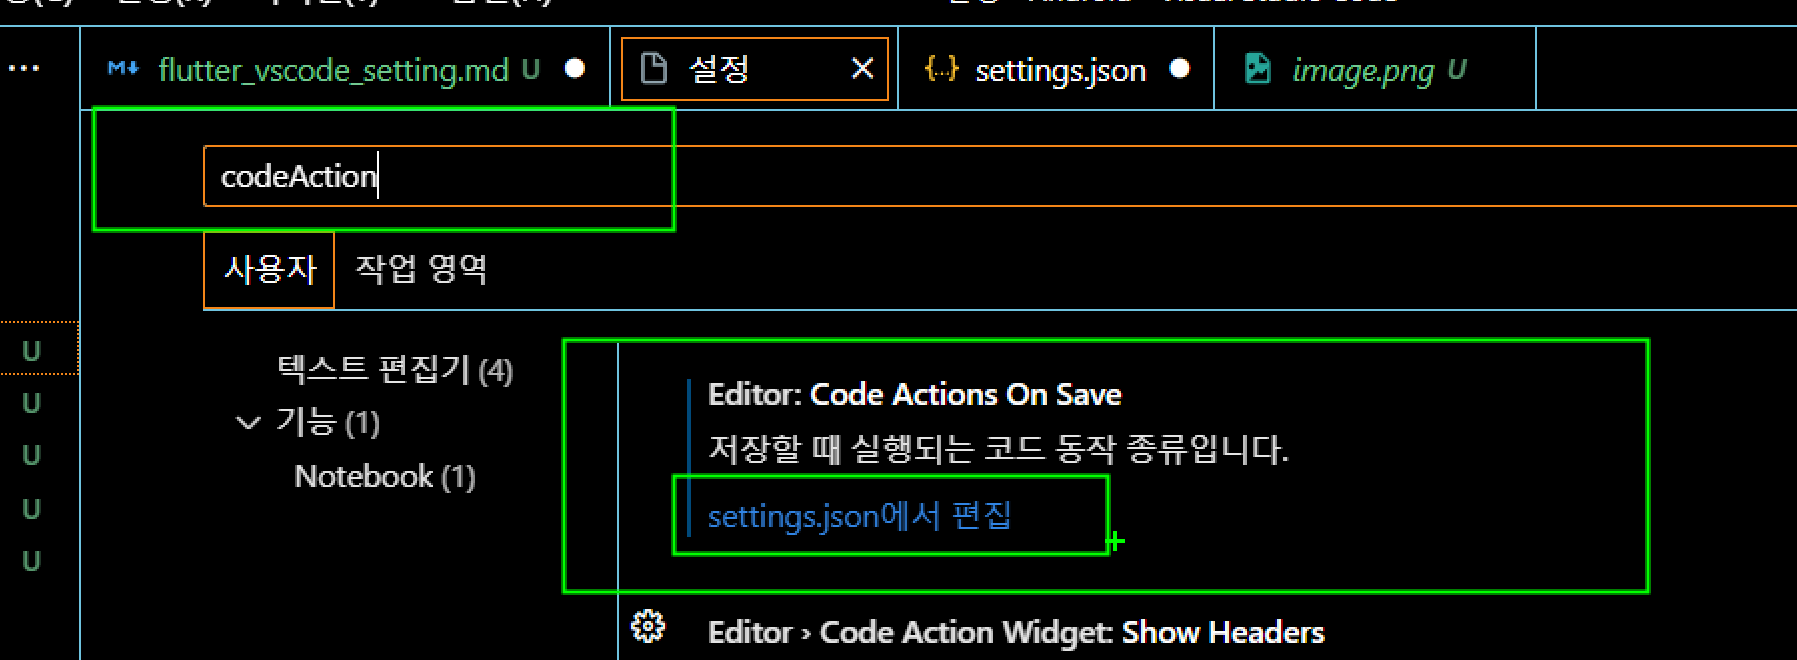 ···
M↓ flutter_vscode_setting.md U ●
설정 ×
{..} settings.json ●
image.png U
codeAction
사용자 작업 영역
텍스트 편집기 (4)
기능 (1)
Notebook (1)
U
U
U
U
U
Editor: Code Actions On Save
저장할 때 실행되는 코드 동작 종류입니다.
settings.json에서 편집
Editor › Code Action Widget: Show Headers